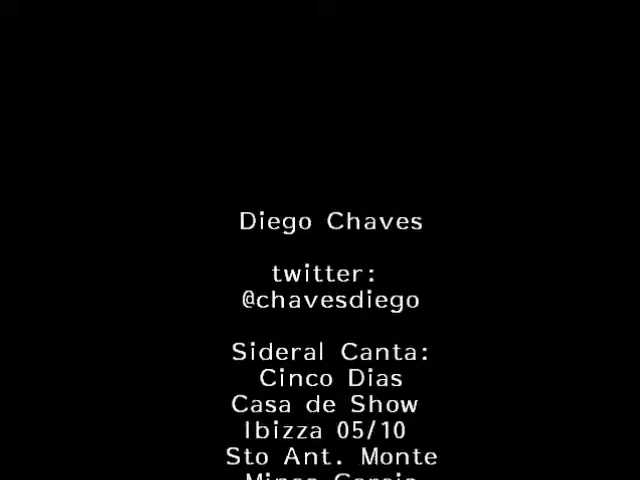 Diego Chaves
twitter:
@chavesdiego
Sideral Canta:
Cinco Dias
Casa de Show
Ibizza 05/10
Sto Ant. Monte